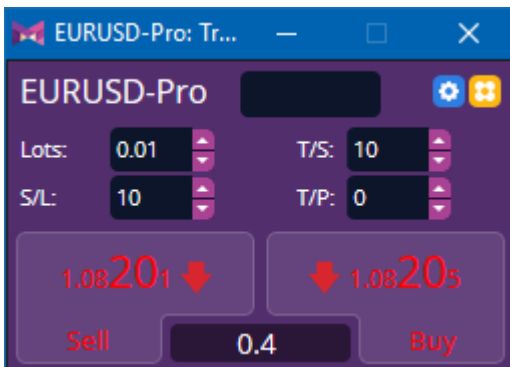 EURUSD-Pro: Tr...
EURUSD-Pro
Lots: 0.01 T/S: 10
S/L: 10 T/P: 0
1.08201 1.08205
Sell 0.4 Buy